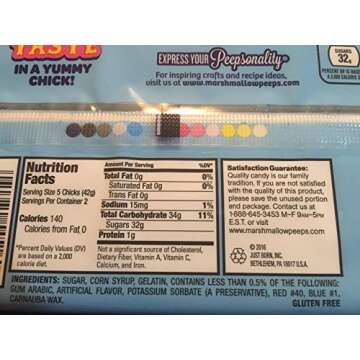 TASTE
IN A YUMMY
CHICK!
EXPRESS YOUR Peepsonality
For inspiring crafts and recipe ideas,
visit us at www.marshmallowpeeps.com
SUGARS
32g
PERCENT DV IS BASED
Nutrition
Facts
Serving Size 5 Chicks (42g)
Servings Per Container 2
Calories 140
Calories from Fat 0
*Percent Daily Values (DV)
are based on a 2,000
calorie diet.
Amount Per Serving %DV*
Total Fat 0g 0%
Saturated Fat 0g 0%
Trans Fat 0g
Sodium 15mg 1%
Total Carbohydrate 34g 11%
Sugars 32g
Protein 1g
Not a significant source of Cholesterol,
Dietary Fiber, Vitamin A, Vitamin C,
Calcium, and Iron.
Satisfaction Guarantee:
Quality candy is our family
tradition. If you are not
satisfied with the quality of
this product, please save
the unused portion and
package. Contact us at
1-888-645-3453 M-F 9am-5pm
E.S.T. or visit
www.marshmallowpeeps.com
© 2016
JUST BORN, INC.
BETHLEHEM, PA 18017 U.S.A.
INGREDIENTS: SUGAR, CORN SYRUP, GELATIN, CONTAINS LESS THAN 0.5% OF THE FOLLOWING:
GUM ARABIC, ARTIFICIAL FLAVOR, POTASSIUM SORBATE (A PRESERVATIVE), RED #40, BLUE #1,
CARNAUBA WAX.
GLUTEN FREE